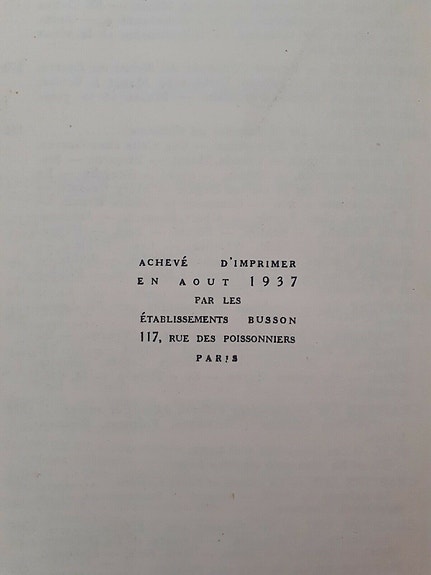 ACHEVÉ D'IMPRIMER
EN AOUT 1937
PAR LES
ÉTABLISSEMENTS BUSSON
117, RUE DES POISSONNIERS
PARIS